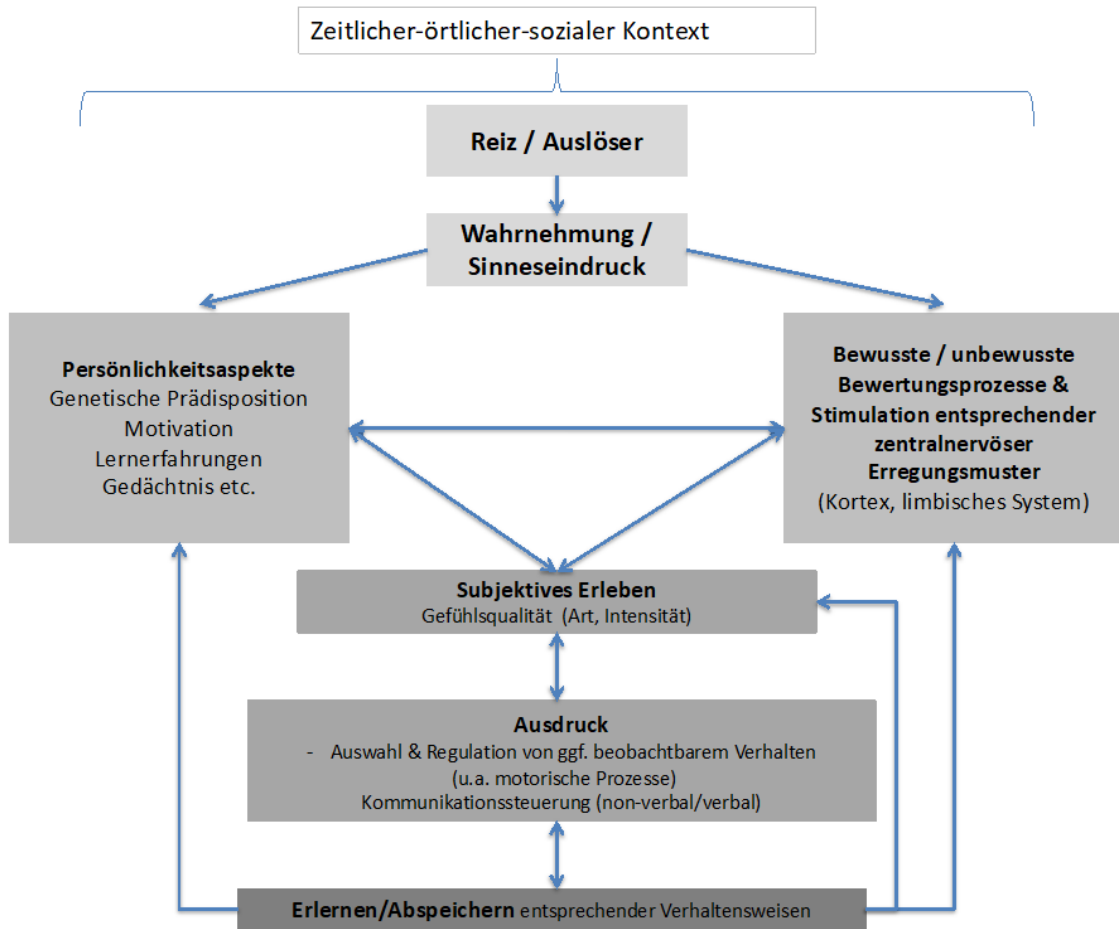 Zeitlicher-örtlicher-sozialer Kontext
Reiz / Auslöser
Wahrnehmung /
Sinneseindruck
Persönlichkeitsaspekte
Genetische Prädisposition
Motivation
Lernerfahrungen
Gedächtnis etc.
Bewusste / unbewusste
Bewertungsprozesse &
Stimulation entsprechender
zentralnervöser
Erregungsmuster
(Kortex, limbisches System)
Subjektives Erleben
Gefühlsqualität (Art, Intensität)
Ausdruck
- Auswahl & Regulation von ggf. beobachtbarem Verhalten
(u.a. motorische Prozesse)
Kommunikationssteuerung (non-verbal/verbal)
Erlernen/Abspeichern entsprechender Verhaltensweisen